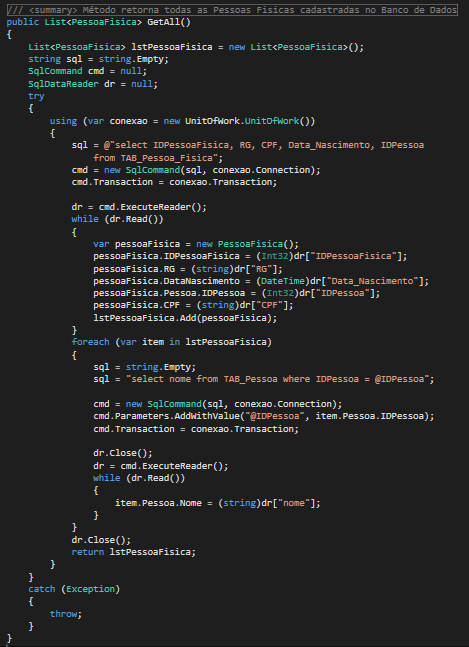 /// <summary> Método retorna todas as Pessoas Fisicas cadastradas no Banco de Dados
public List<PessoaFisica> GetAll()
{
    List<PessoaFisica> lstPessoaFisica = new List<PessoaFisica>();
    string sql = string.Empty;
    SqlCommand cmd = null;
    SqlDataReader dr = null;
    try
    {
        using (var conexao = new UnitOfWork.UnitOfWork())
        {
            sql = @"select IDPessoaFisica, RG, CPF, Data_Nascimento, IDPessoa
                from TAB_Pessoa_Fisica";
            cmd = new SqlCommand(sql, conexao.Connection);
            cmd.Transaction = conexao.Transaction;

            dr = cmd.ExecuteReader();
            while (dr.Read())
            {
                var pessoaFisica = new PessoaFisica();
                pessoaFisica.IDPessoaFisica = (Int32)dr["IDPessoaFisica"];
                pessoaFisica.RG = (string)dr["RG"];
                pessoaFisica.DataNascimento = (DateTime)dr["Data_Nascimento"];
                pessoaFisica.Pessoa.IDPessoa = (Int32)dr["IDPessoa"];
                pessoaFisica.CPF = (string)dr["CPF"];
                lstPessoaFisica.Add(pessoaFisica);
            }
            foreach (var item in lstPessoaFisica)
            {
                sql = string.Empty;
                sql = "select nome from TAB_Pessoa where IDPessoa = @IDPessoa";

                cmd = new SqlCommand(sql, conexao.Connection);
                cmd.Parameters.AddWithValue("@IDPessoa", item.Pessoa.IDPessoa);
                cmd.Transaction = conexao.Transaction;

                dr.Close();
                dr = cmd.ExecuteReader();
                while (dr.Read())
                {
                    item.Pessoa.Nome = (string)dr["nome"];
                }
            }
            dr.Close();
            return lstPessoaFisica;
        }
    }
    catch (Exception)
    {
        throw;
    }
}